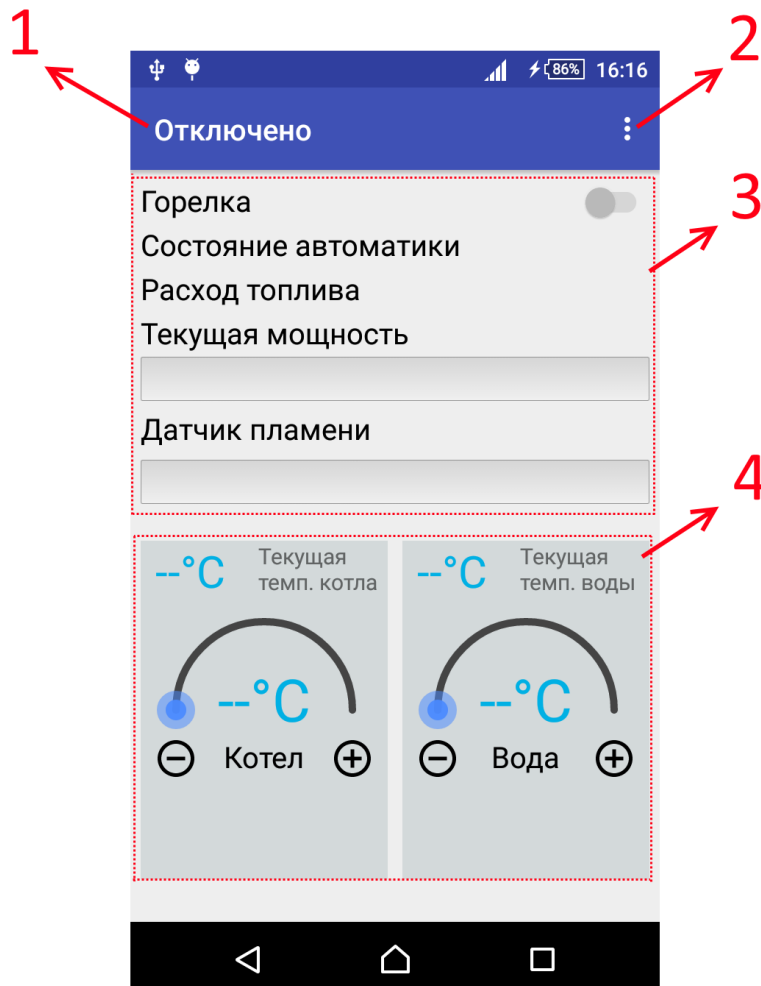 1
2
86% 16:16
Отключено
3
Горелка
Состояние автоматики
Расход топлива
Текущая мощность
Датчик пламени
4
--°C Текущая
темп. котла
--°C Текущая
темп. воды
--°C
--°C
Котел
Вода